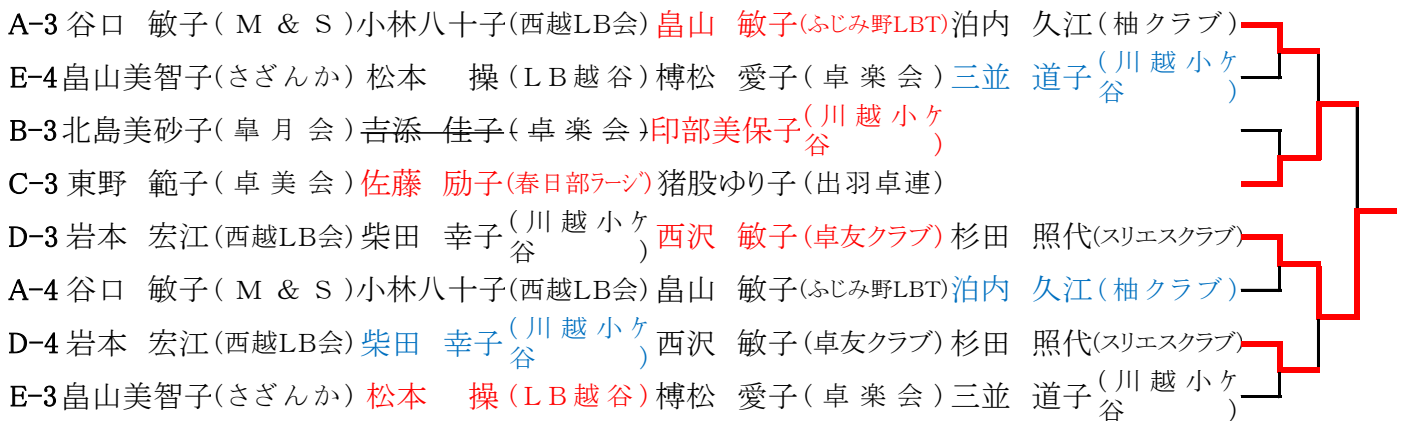 A-3 谷口 敏子( M & S )小林八十子(西越LB会) 畠山 敏子(ふじみ野LBT)泊内 久江(柚クラブ)
E-4 畠山美智子(さざんか) 松本 操(LB越谷) 榑松 愛子(卓楽会) 三並 道子(川越小ケ谷)
B-3 北島美砂子(皐月会) 吉添 佳子(卓楽会) 印部美保子(川越小ケ谷)
C-3 東野 範子(卓美会) 佐藤 励子(春日部ラージ) 猪股ゆり子(出羽卓連)
D-3 岩本 宏江(西越LB会) 柴田 幸子(川越小ケ谷) 西沢 敏子(卓友クラブ) 杉田 照代(スリエスクラブ)
A-4 谷口 敏子( M & S )小林八十子(西越LB会) 畠山 敏子(ふじみ野LBT)泊内 久江(柚クラブ)
D-4 岩本 宏江(西越LB会) 柴田 幸子(川越小ケ谷) 西沢 敏子(卓友クラブ) 杉田 照代(スリエスクラブ)
E-3 畠山美智子(さざんか) 松本 操(LB越谷) 榑松 愛子(卓楽会) 三並 道子(川越小ケ谷)